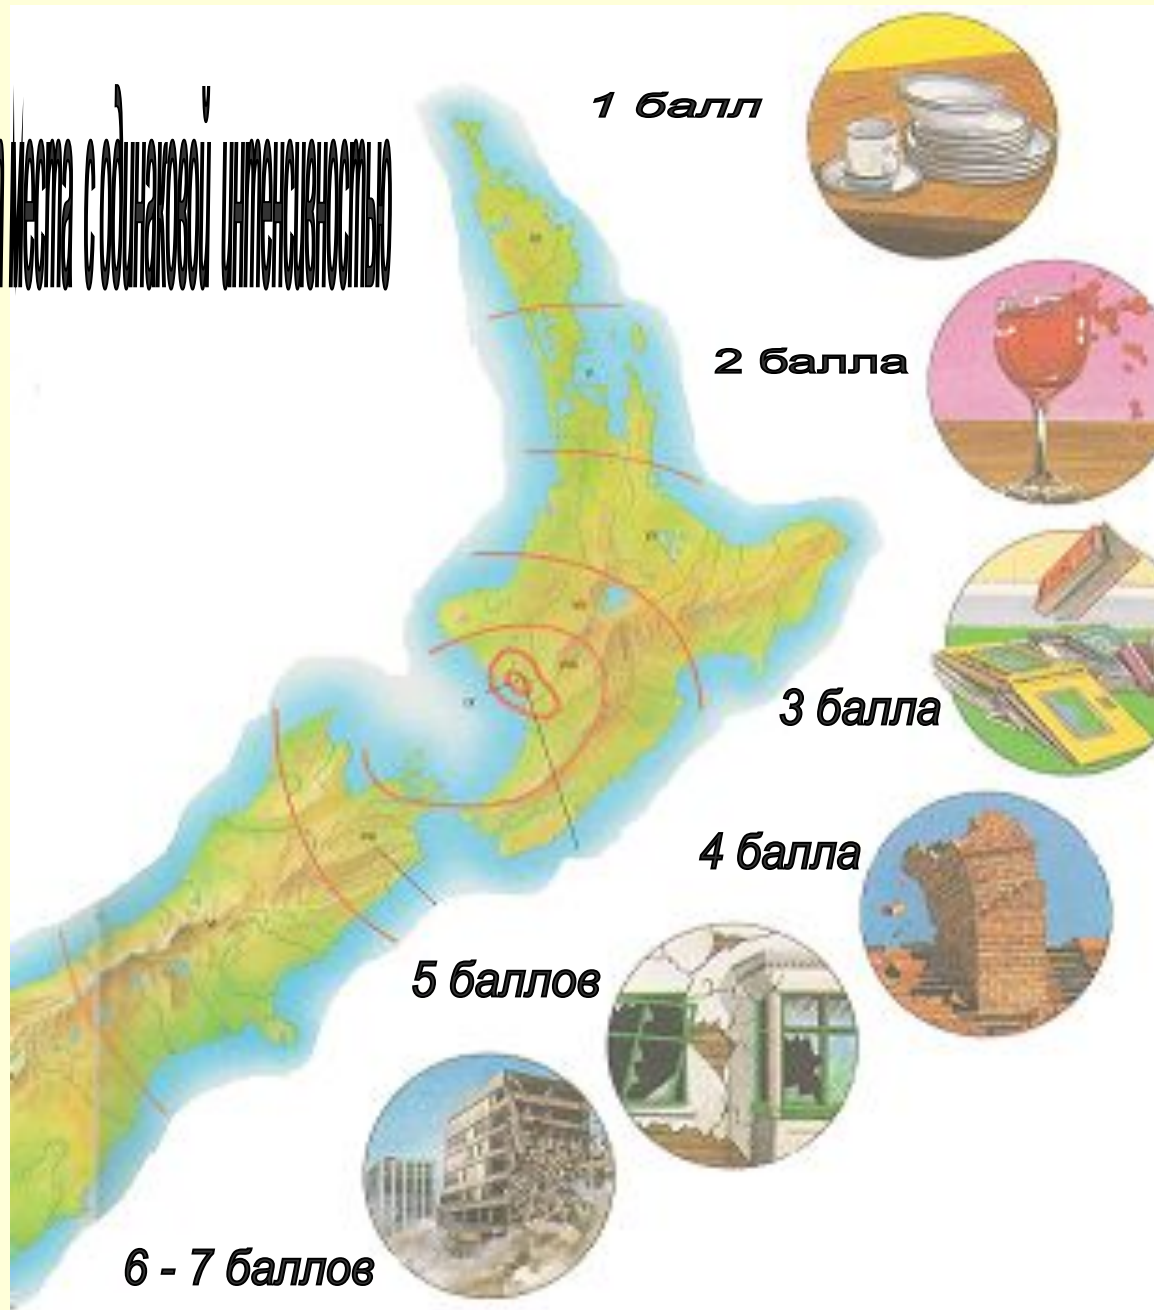 места с одинаковой интенсивностью
1 балл
2 балла
3 балла
4 балла
5 баллов
6 - 7 баллов